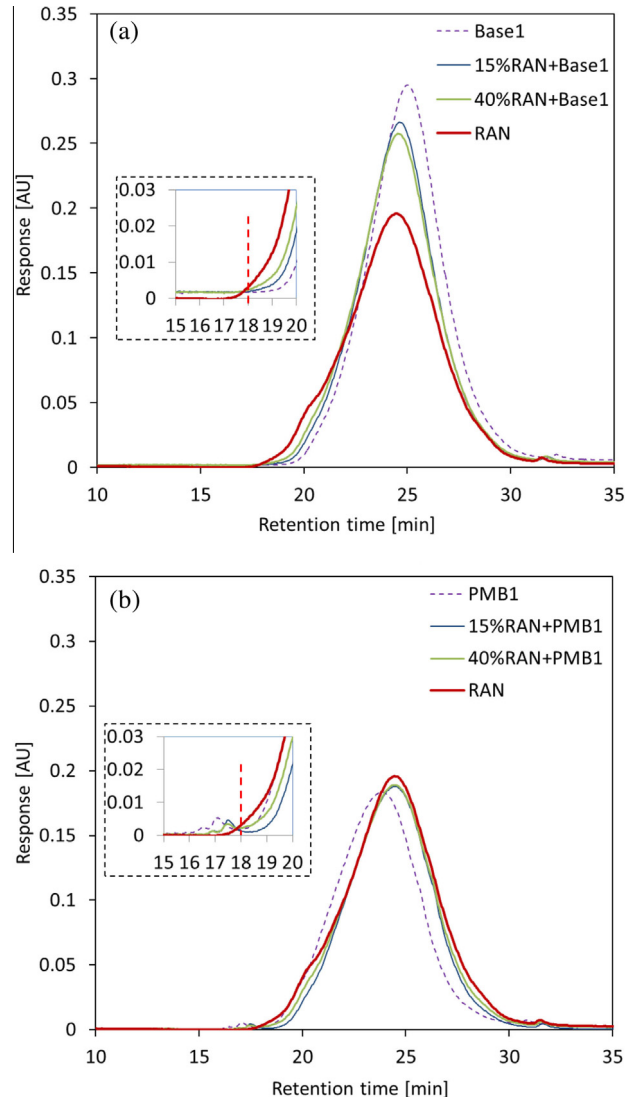 (a)
0.35
0.3
0.25
0.2
0.15
0.1
0.05
0
Response [AU]
Base1
15%RAN+Base1
40%RAN+Base1
RAN
0.03
0.02
0.01
0
15 16 17 18 19 20
10 15 20 25 30 35
Retention time [min]
(b)
0.35
0.3
0.25
0.2
0.15
0.1
0.05
0
Response [AU]
PMB1
15%RAN+PMB1
40%RAN+PMB1
RAN
0.03
0.02
0.01
0
15 16 17 18 19 20
10 15 20 25 30 35
Retention time [min]